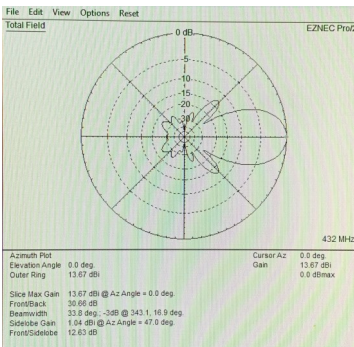 File Edit View Options Reset
Total Field
EZNEC Pro/2
0 dB
-5
-10
-15
-20
-30
432 MHz
Azimuth Plot
Elevation Angle 0.0 deg.
Outer Ring 13.67 dBi
Cursor Az 0.0 deg.
Gain 13.67 dBi
0.0 dBmax
Slice Max Gain 13.67 dBi @ Az Angle = 0.0 deg.
Front/Back 30.66 dB
Beamwidth 33.8 deg.; -3dB @ 343.1, 16.9 deg.
Sidelobe Gain 1.04 dBi @ Az Angle = 47.0 deg.
Front/Sidelobe 12.63 dB